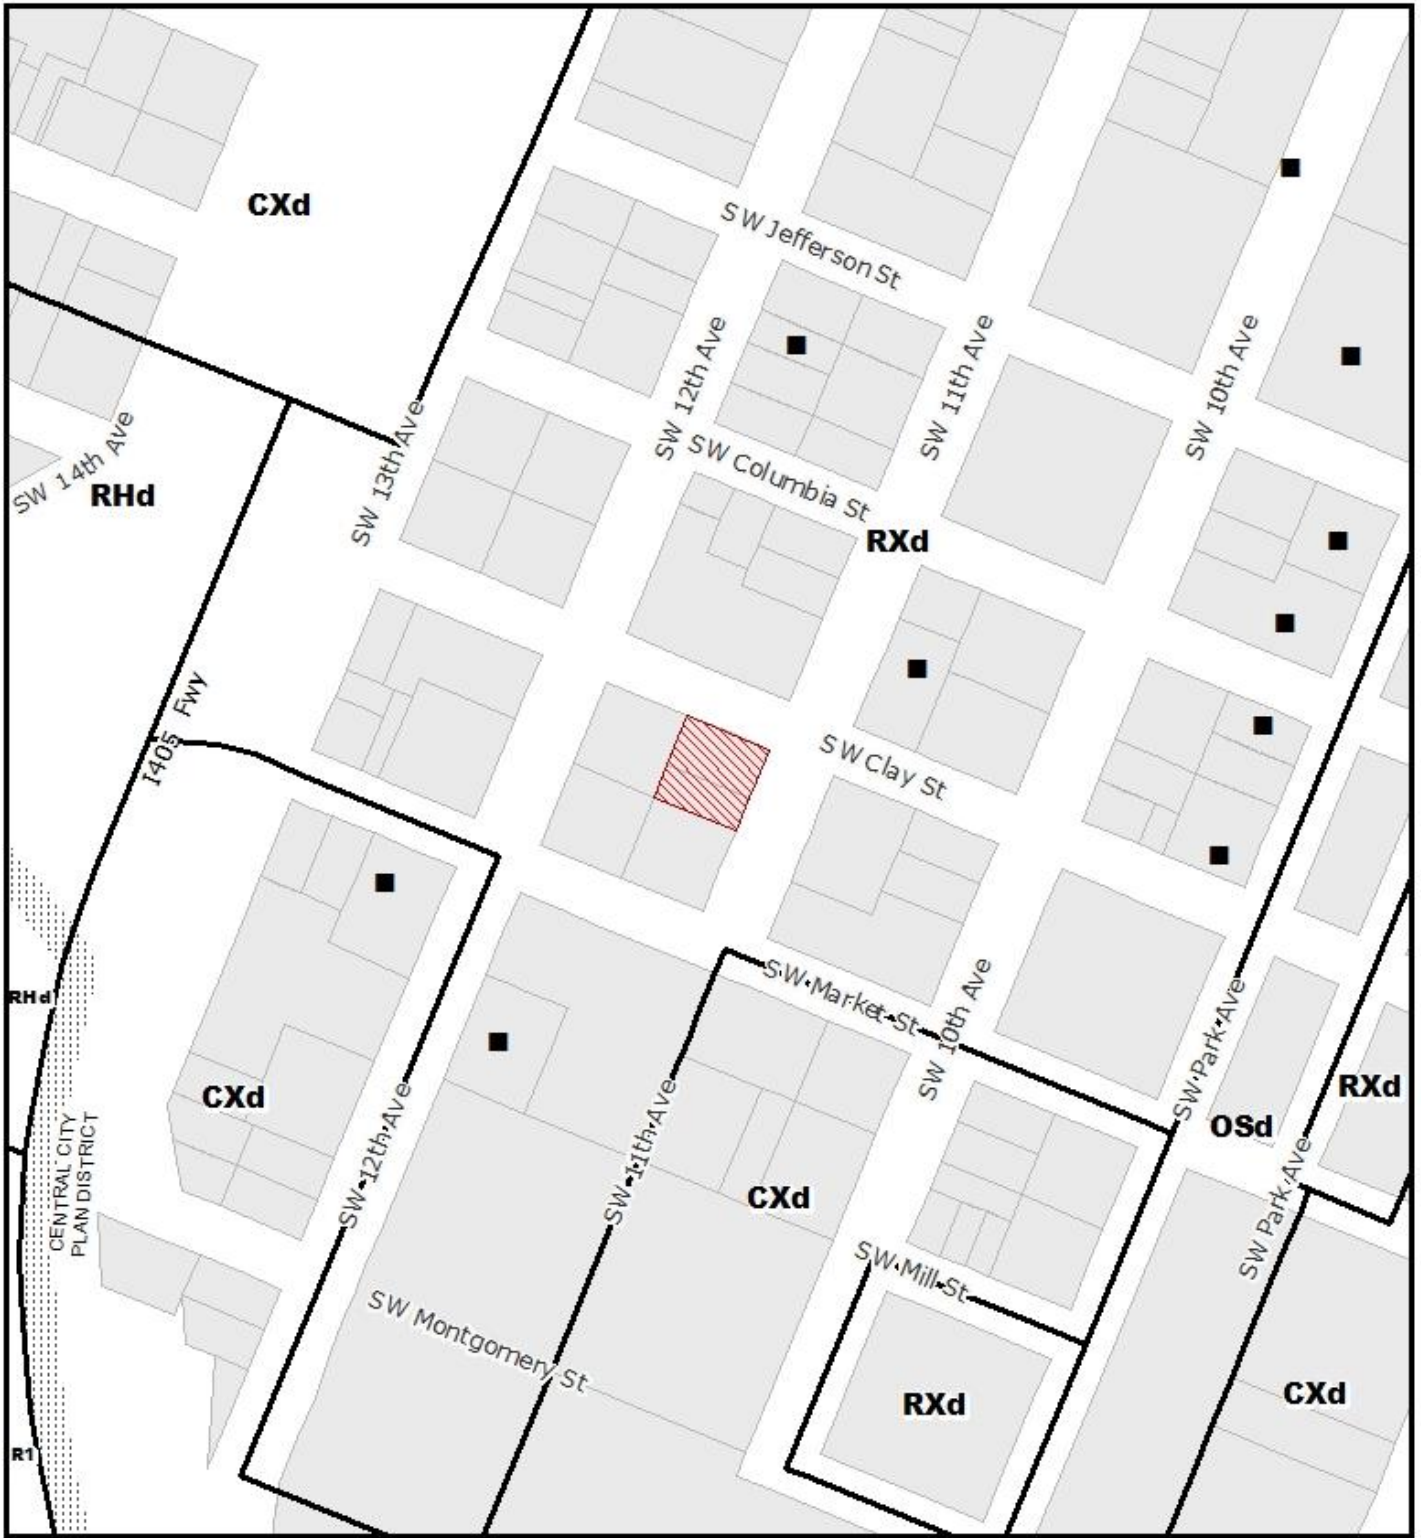 CXd
SW Jefferson St
SW 12th Ave
SW 11th Ave
SW 10th Ave
SW 13th Ave
SW 14th Ave
RHd
SW Columbia St
RXd
I405 Fwy
SW Clay St
SW Market St
SW 10th Ave
SW Park Ave
RHd
CXd
SW 12th Ave
SW 11th Ave
CXd
OSd
RXd
CENTRAL CITY
PLAN DISTRICT
SW Park Ave
SW Mill St
SW Montgomery St
RXd
CXd
R1